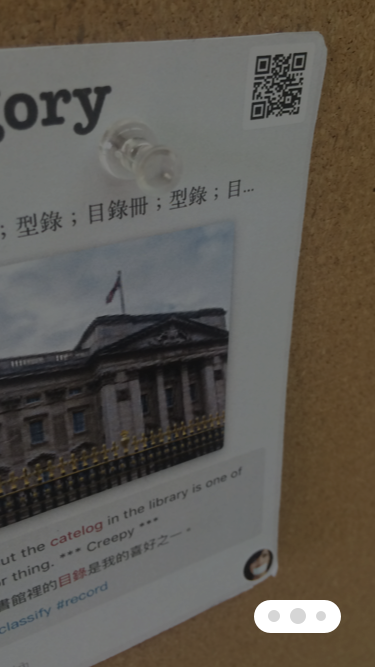 gory
；型錄；目錄冊；型錄；目...
ut the catelog in the library is one of
r thing. *** Creepy ***
書館裡的目錄是我的喜好之一。
classify #record